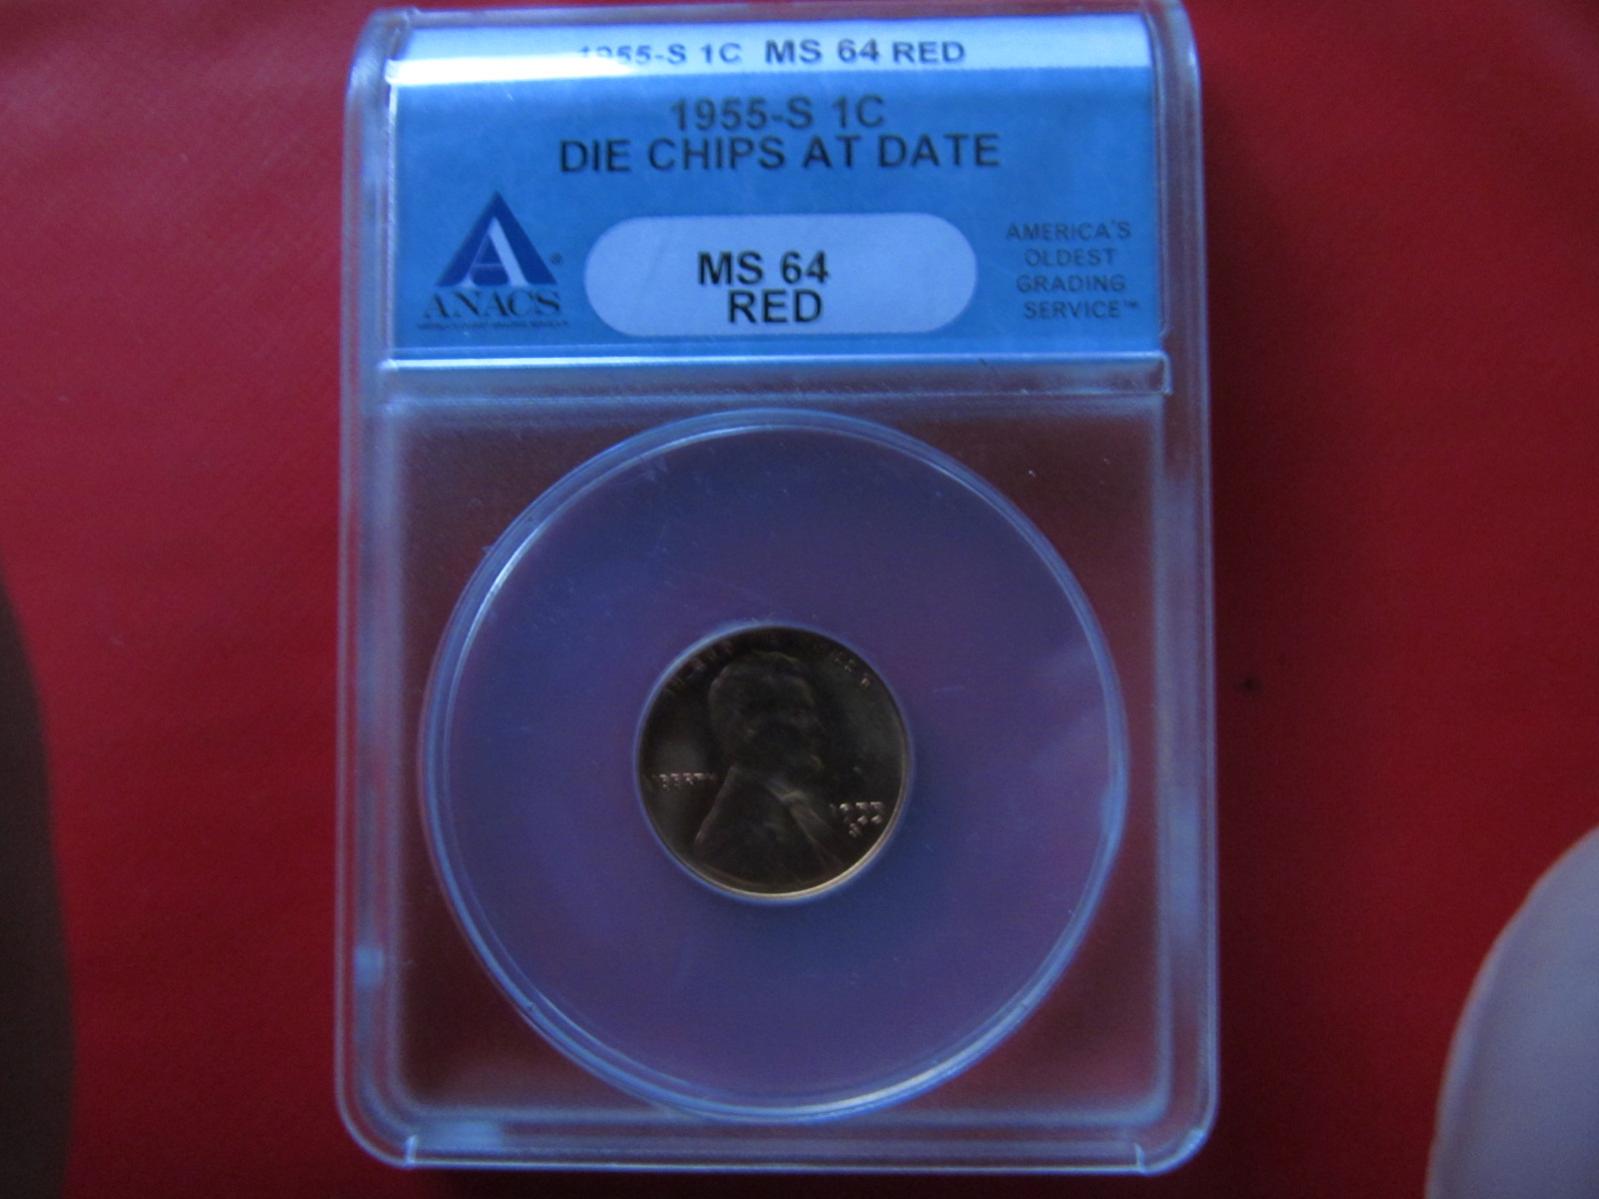 1955-S 1C MS 64 RED
1955-S 1C
DIE CHIPS AT DATE
ANACS
®
MS 64
RED
AMERICA'S
OLDEST
GRADING
SERVICE™
LIBERTY
1955
S